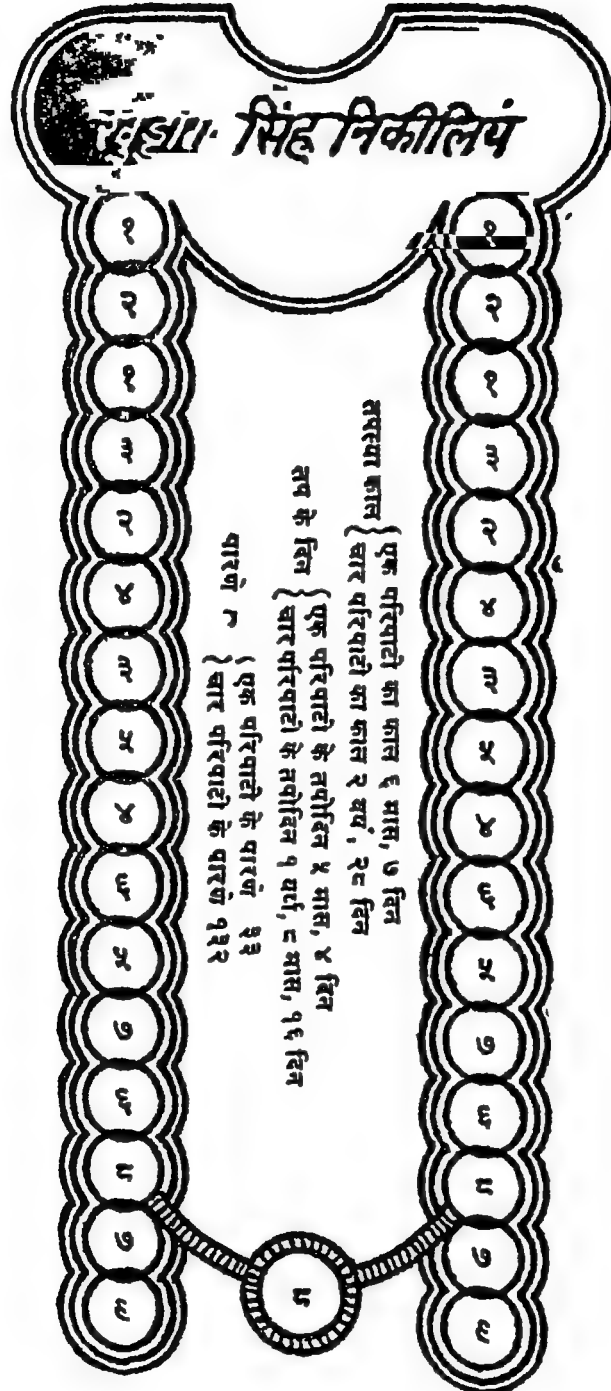 खुड्डाग सिंह निकीलियं
१ १
२ २
१ १
३ ३
२ २
४ ४
३ ३
५ ५
४ ४
६ ६
५ ५
७ ७
६ ६
८ ८
७ ७
९ ९
८
तपस्या काल { एक परिपाटी का काल ६ मास, ७ दिन
चार परिपाटी का काल २ वर्ष, २८ दिन
तप के दिन { एक परिपाटी के तपोदिन ५ मास, ४ दिन
चार परिपाटी के तपोदिन १ वर्ष, ८ मास, १६ दिन
पारणे { एक परिपाटी के पारणे ३३
चार परिपाटी के पारणे १३२